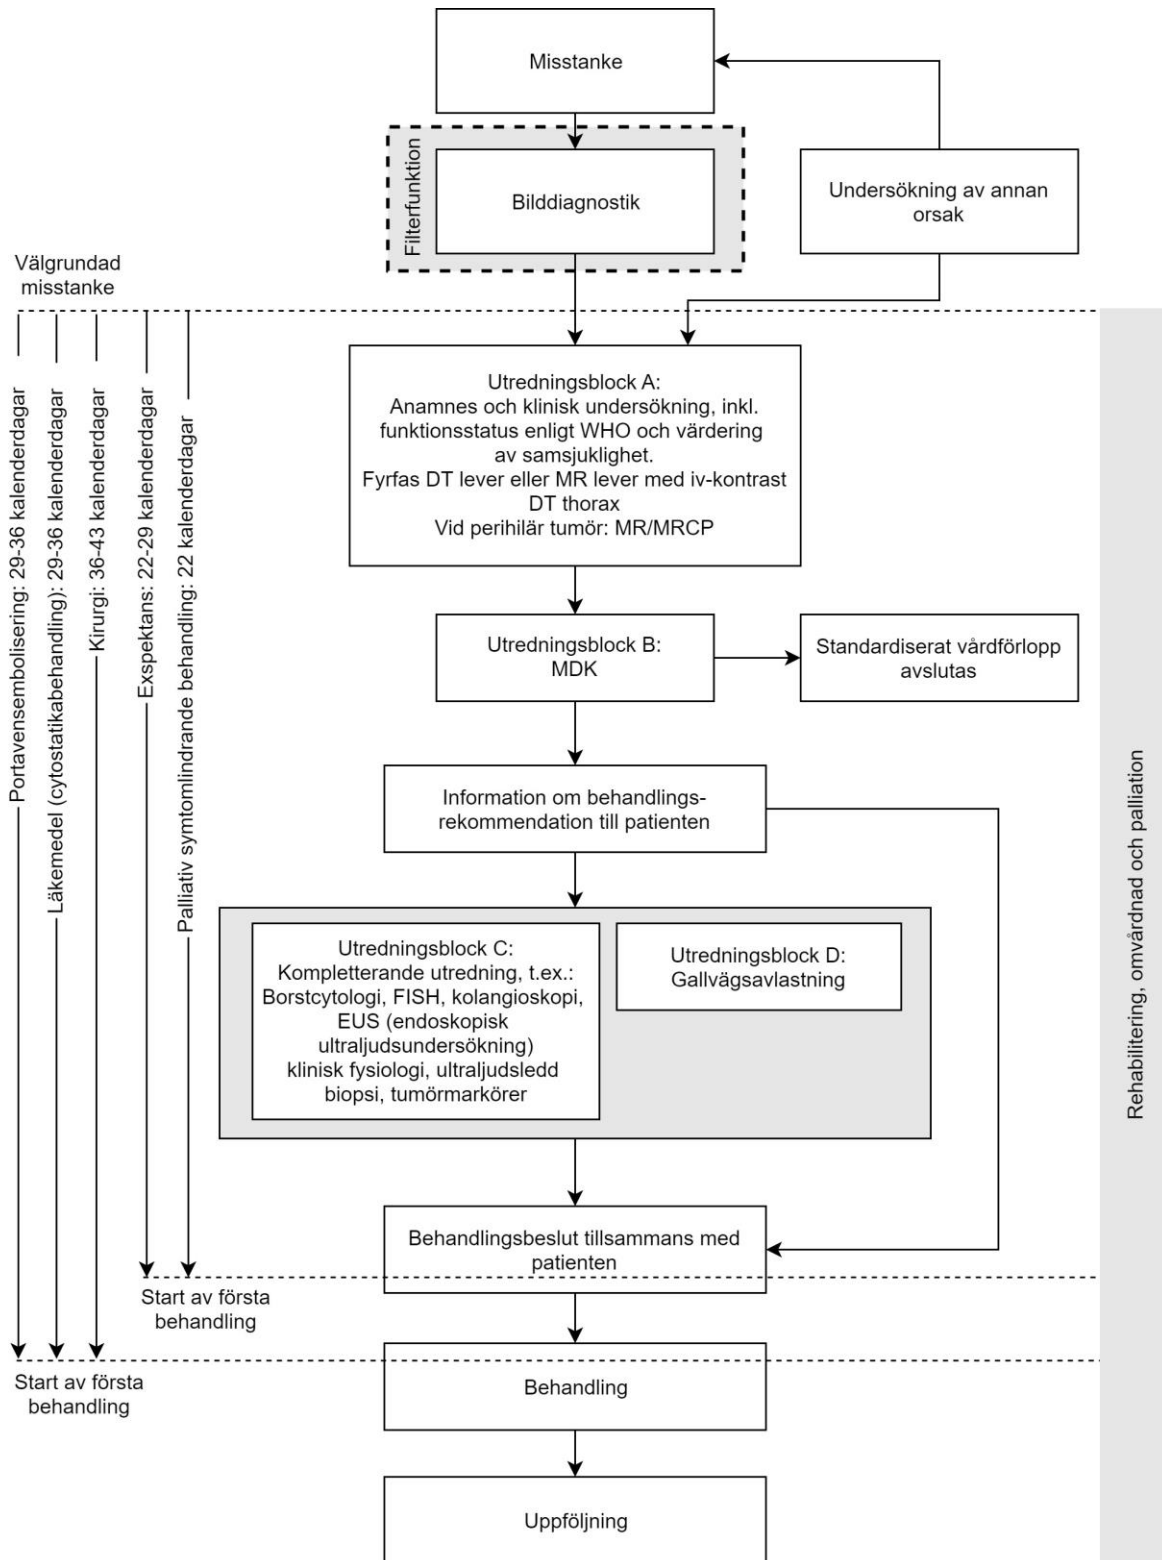 Misstanke
Filterfunktion
Bilddiagnostik
Undersökning av annan
orsak
Välgrundad
misstanke
Portavensembolisering: 29-36 kalenderdagar
Läkemedel (cytostatikabehandling): 29-36 kalenderdagar
Kirurgi: 36-43 kalenderdagar
Exspektans: 22-29 kalenderdagar
Palliativ symtomlindrande behandling: 22 kalenderdagar
Utredningsblock A:
Anamnes och klinisk undersökning, inkl.
funktionsstatus enligt WHO och värdering
av samsjuklighet.
Fyrfas DT lever eller MR lever med iv-kontrast
DT thorax
Vid perihilär tumör: MR/MRCP
Utredningsblock B:
MDK
Standardiserat vårdförlopp
avslutas
Information om behandlings-
rekommendation till patienten
Utredningsblock C:
Kompletterande utredning, t.ex.:
Borstcytologi, FISH, kolangioskopi,
EUS (endoskopisk
ultraljudsundersökning)
klinisk fysiologi, ultraljudsledd
biopsi, tumörmarkörer
Utredningsblock D:
Gallvägsavlastning
Rehabilitering, omvårdnad och palliation
Behandlingsbeslut tillsammans med
patienten
Start av första
behandling
Start av första
behandling
Behandling
Uppföljning